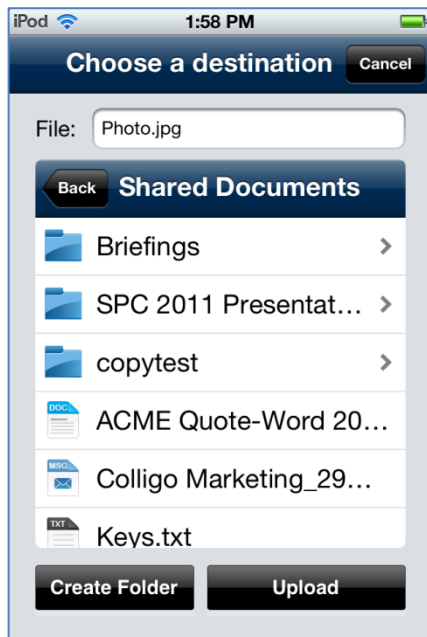 iPod 1:58 PM
Choose a destination Cancel
File: Photo.jpg
Back Shared Documents
Briefings
SPC 2011 Presentat...
copytest
DOC ACME Quote-Word 20...
MSG Colligo Marketing_29...
TXT Keys.txt
Create Folder Upload